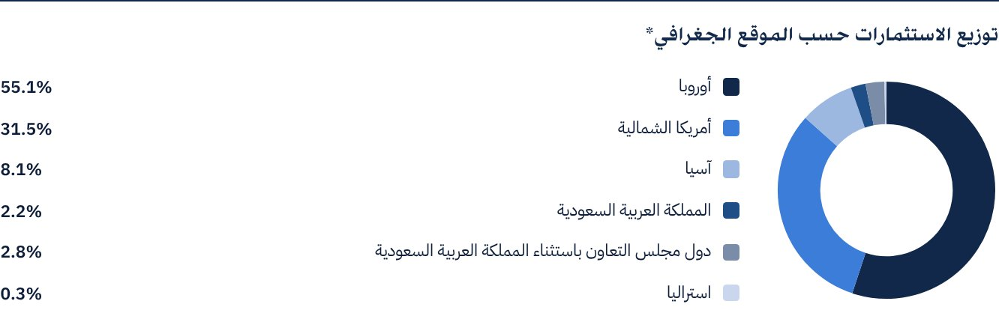 توزيع الاستثمارات حسب الموقع الجغرافي*
أوروبا 55.1%
أمريكا الشمالية 31.5%
آسيا 8.1%
المملكة العربية السعودية 2.2%
دول مجلس التعاون باستثناء المملكة العربية السعودية 2.8%
استراليا 0.3%